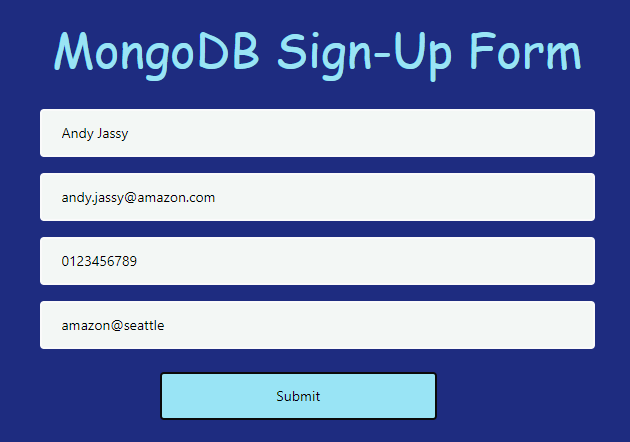 MongoDB Sign-Up Form
Andy Jassy
andy.jassy@amazon.com
0123456789
amazon@seattle
Submit